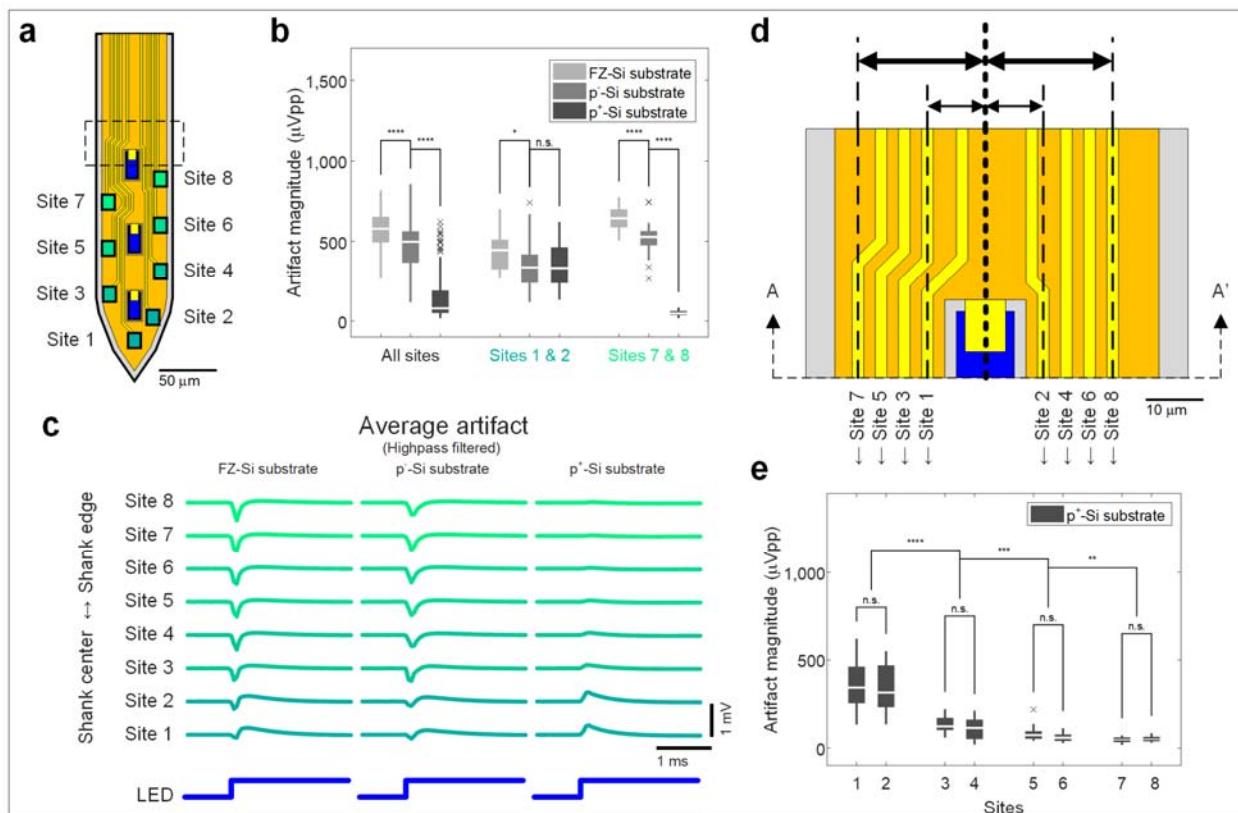 a
Site 8
Site 7
Site 6
Site 5
Site 4
Site 3
Site 2
Site 1
50 μm
b
Artifact magnitude (μVpp)
1,500
1,000
500
0
FZ-Si substrate
p⁻-Si substrate
p⁺-Si substrate
****
****
*
n.s.
****
****
All sites
Sites 1 & 2
Sites 7 & 8
c
Average artifact
(Highpass filtered)
FZ-Si substrate
p⁻-Si substrate
p⁺-Si substrate
Shank center ↔ Shank edge
Site 8
Site 7
Site 6
Site 5
Site 4
Site 3
Site 2
Site 1
1 mV
1 ms
LED
d
A
A'
← Site 7
← Site 5
← Site 3
← Site 1
← Site 2
← Site 4
← Site 6
← Site 8
10 μm
e
Artifact magnitude (μVpp)
1,000
500
0
p⁺-Si substrate
****
***
**
n.s.
n.s.
n.s.
n.s.
1 2 3 4 5 6 7 8
Sites